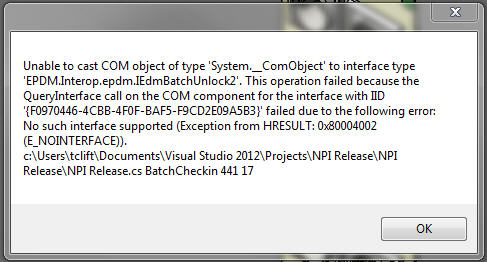 Unable to cast COM object of type 'System.__ComObject' to interface type
'EPDM.Interop.epdm.IEdmBatchUnlock2'. This operation failed because the
QueryInterface call on the COM component for the interface with IID
'{F0970446-4CBB-4F0F-BAF5-F9CD2E09A5B3}' failed due to the following error:
No such interface supported (Exception from HRESULT: 0x80004002
(E_NOINTERFACE)).
c:\Users\tclift\Documents\Visual Studio 2012\Projects\NPI Release\NPI
Release\NPI Release.cs BatchCheckin 441 17
OK